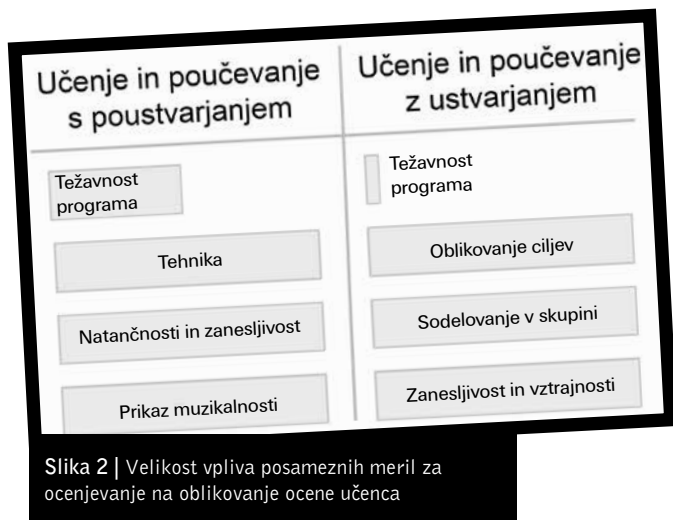 Učenje in poučevanje
s poustvarjanjem
Težavnost
programa
Tehnika
Natančnosti in zanesljivost
Prikaz muzikalnosti
Učenje in poučevanje
z ustvarjanjem
Težavnost
programa
Oblikovanje ciljev
Sodelovanje v skupini
Zanesljivost in vztrajnosti
Slika 2 | Velikost vpliva posameznih meril za
ocenjevanje na oblikovanje ocene učenca